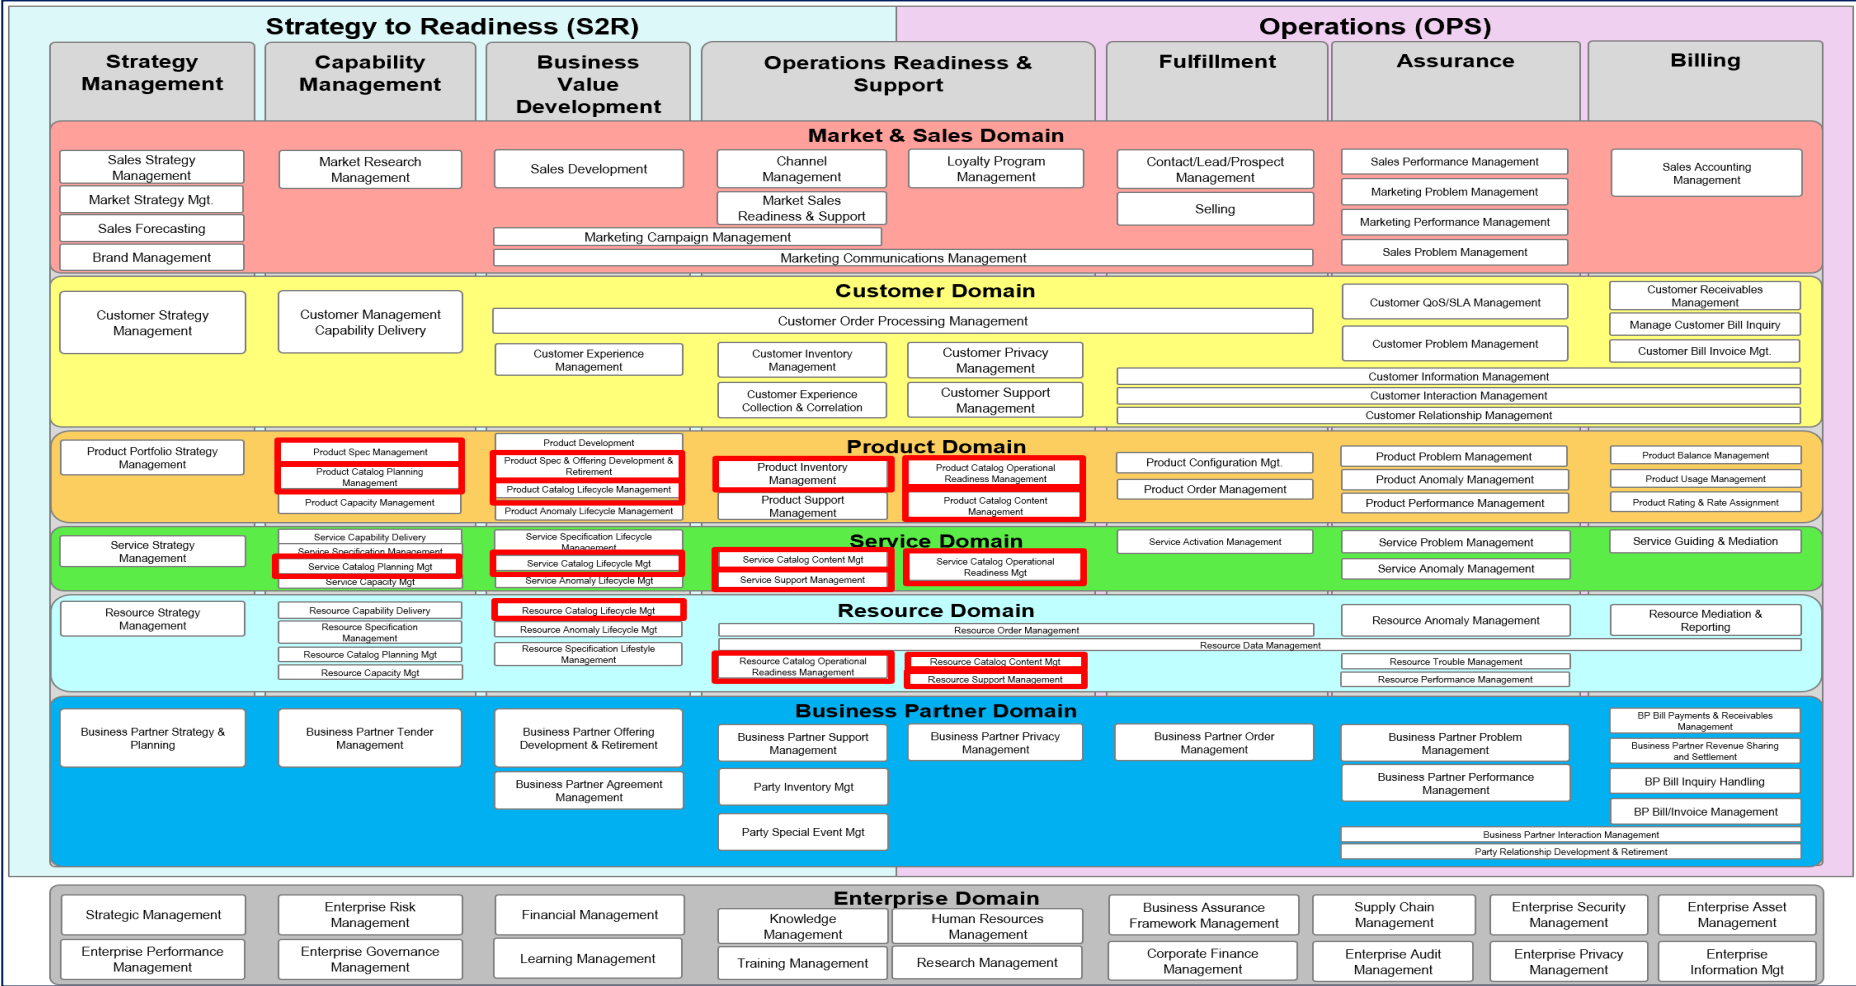 Strategy to Readiness (S2R)
Operations (OPS)
Strategy
Management
Capability
Management
Business
Value
Development
Operations Readiness &
Support
Fulfillment
Assurance
Billing
Market & Sales Domain
Sales Strategy
Management
Market Strategy Mgt.
Sales Forecasting
Brand Management
Market Research
Management
Sales Development
Channel
Management
Loyalty Program
Management
Market Sales
Readiness & Support
Marketing Campaign Management
Marketing Communications Management
Contact/Lead/Prospect
Management
Selling
Sales Performance Management
Marketing Problem Management
Marketing Performance Management
Sales Problem Management
Sales Accounting
Management
Customer Domain
Customer Strategy
Management
Customer Management
Capability Delivery
Customer Order Processing Management
Customer Experience
Management
Customer Inventory
Management
Customer Privacy
Management
Customer Experience
Collection & Correlation
Customer Support
Management
Customer QoS/SLA Management
Customer Problem Management
Customer Receivables
Management
Manage Customer Bill Inquiry
Customer Bill Invoice Mgt.
Customer Information Management
Customer Interaction Management
Customer Relationship Management
Product Domain
Product Portfolio Strategy
Management
Product Spec Management
Product Catalog Planning
Management
Product Capacity Management
Product Development
Product Spec & Offering Development &
Retirement
Product Catalog Lifecycle Management
Product Anomaly Lifecycle Management
Product Inventory
Management
Product Support
Management
Product Catalog Operational
Readiness Management
Product Catalog Content
Management
Product Configuration Mgt.
Product Order Management
Product Problem Management
Product Anomaly Management
Product Performance Management
Product Balance Management
Product Usage Management
Product Rating & Rate Assignment
Service Domain
Service Strategy
Management
Service Capability Delivery
Service Specification Management
Service Catalog Planning Mgt
Service Capacity Mgt
Service Specification Lifecycle
Management
Service Catalog Lifecycle Mgt
Service Anomaly Lifecycle Mgt
Service Catalog Content Mgt
Service Support Management
Service Catalog Operational
Readiness Mgt
Service Activation Management
Service Problem Management
Service Anomaly Management
Service Guiding & Mediation
Resource Domain
Resource Strategy
Management
Resource Capability Delivery
Resource Specification
Management
Resource Catalog Planning Mgt
Resource Capacity Mgt
Resource Catalog Lifecycle Mgt
Resource Anomaly Lifecycle Mgt
Resource Specification Lifestyle
Management
Resource Order Management
Resource Data Management
Resource Catalog Operational
Readiness Management
Resource Catalog Content Mgt
Resource Support Management
Resource Anomaly Management
Resource Trouble Management
Resource Performance Management
Resource Mediation &
Reporting
Business Partner Domain
Business Partner Strategy &
Planning
Business Partner Tender
Management
Business Partner Offering
Development & Retirement
Business Partner Agreement
Management
Business Partner Support
Management
Business Partner Privacy
Management
Party Inventory Mgt
Party Special Event Mgt
Business Partner Order
Management
Business Partner Problem
Management
Business Partner Performance
Management
BP Bill Payments & Receivables
Management
Business Partner Revenue Sharing
and Settlement
BP Bill Inquiry Handling
BP Bill/Invoice Management
Business Partner Interaction Management
Party Relationship Development & Retirement
Enterprise Domain
Strategic Management
Enterprise Risk
Management
Financial Management
Knowledge
Management
Human Resources
Management
Business Assurance
Framework Management
Supply Chain
Management
Enterprise Security
Management
Enterprise Asset
Management
Enterprise Performance
Management
Enterprise Governance
Management
Learning Management
Training Management
Research Management
Corporate Finance
Management
Enterprise Audit
Management
Enterprise Privacy
Management
Enterprise
Information Mgt